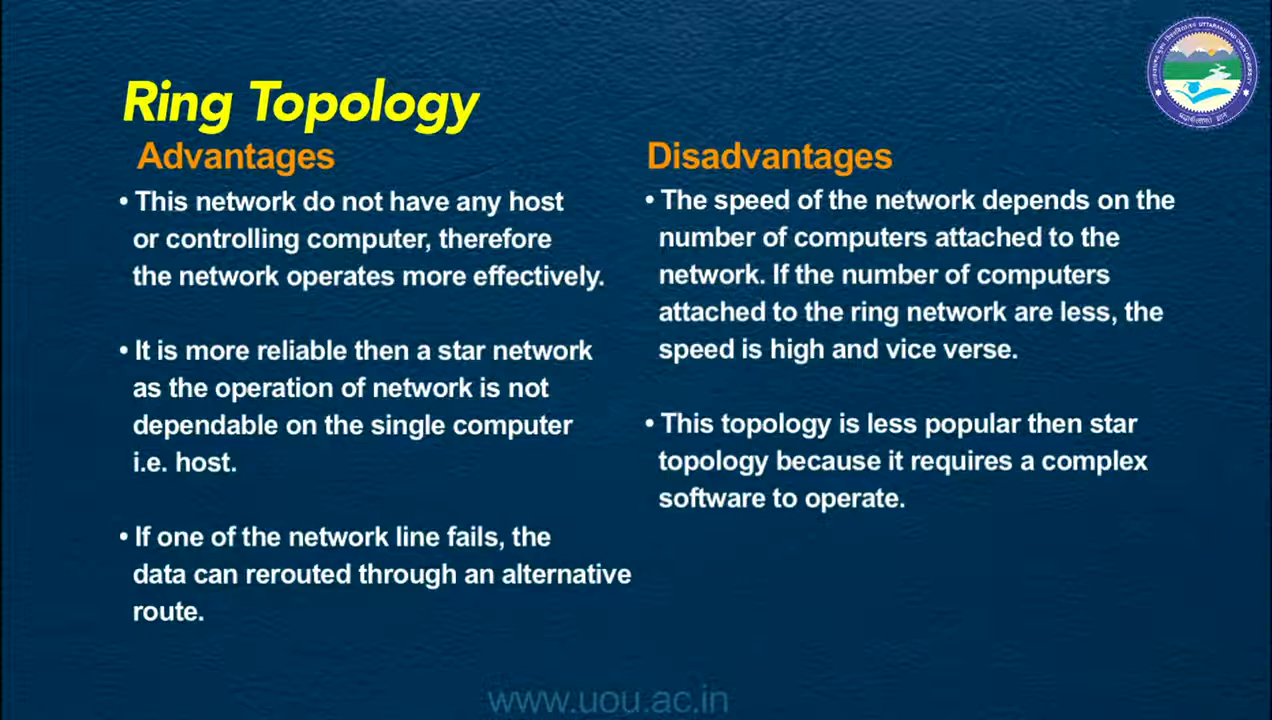 Ring Topology
Advantages
• This network do not have any host
or controlling computer, therefore
the network operates more effectively.
• It is more reliable then a star network
as the operation of network is not
dependable on the single computer
i.e. host.
• If one of the network line fails, the
data can rerouted through an alternative
route.
Disadvantages
• The speed of the network depends on the
number of computers attached to the
network. If the number of computers
attached to the ring network are less, the
speed is high and vice verse.
• This topology is less popular then star
topology because it requires a complex
software to operate.
UTTARAKHAND OPEN UNIVERSITY
www.uou.ac.in